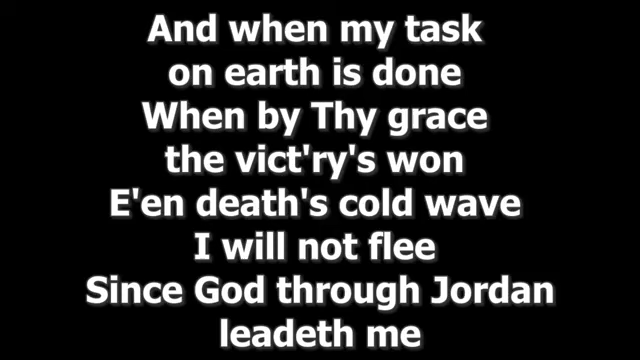 And when my task
on earth is done
When by Thy grace
the vict'ry's won
E'en death's cold wave
I will not flee
Since God through Jordan
leadeth me